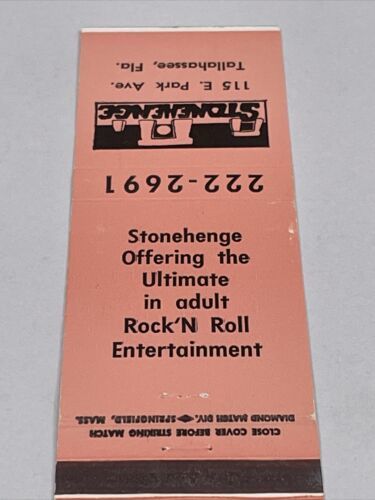 Tallahassee, Fla.
115 E. Park Ave.
STONEHENGE
222-2691
Stonehenge
Offering the
Ultimate
in adult
Rock'N Roll
Entertainment
CLOSE COVER BEFORE STRIKING MATCH
DIAMOND MATCH DIV. SPRINGFIELD, MASS.